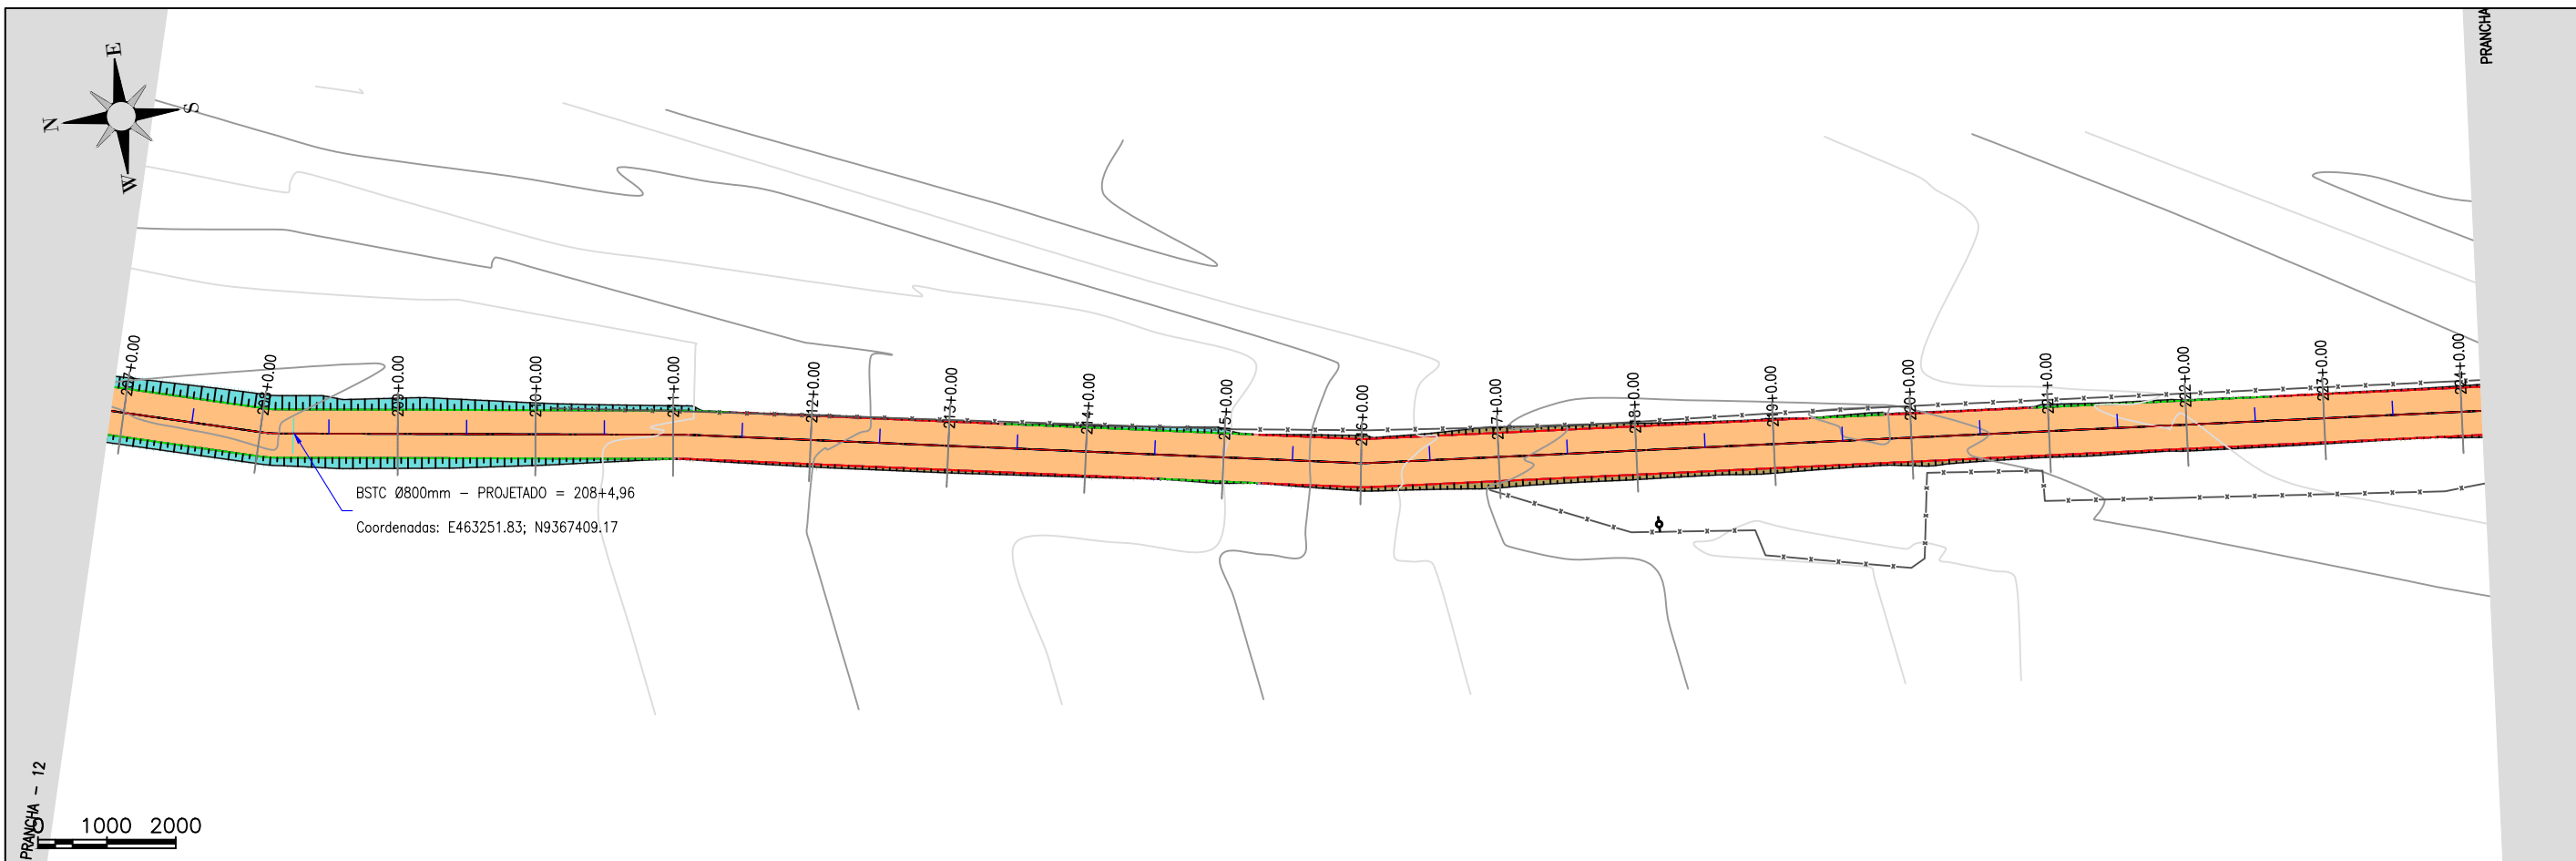 PRANCHA
E
S
N
W
207+0.00
208+0.00
209+0.00
210+0.00
211+0.00
212+0.00
213+0.00
214+0.00
215+0.00
216+0.00
217+0.00
218+0.00
219+0.00
220+0.00
221+0.00
222+0.00
223+0.00
224+0.00
BSTC Ø800mm – PROJETADO = 208+4,96
Coordenadas: E463251.83; N9367409.17
PRANCHA – 12
0 1000 2000